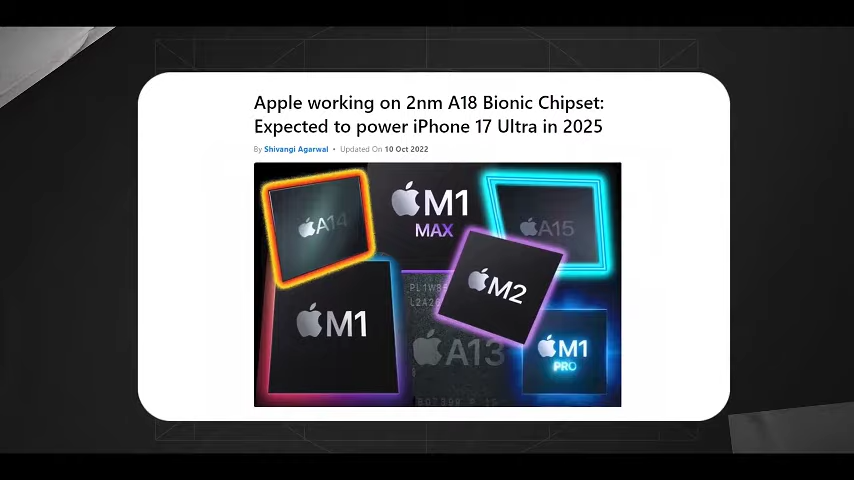 Apple working on 2nm A18 Bionic Chipset:
Expected to power iPhone 17 Ultra in 2025
By Shivangi Agarwal • Updated On 10 Oct 2022
A14
M1
MAX
A15
M2
M1
A13
M1
PRO